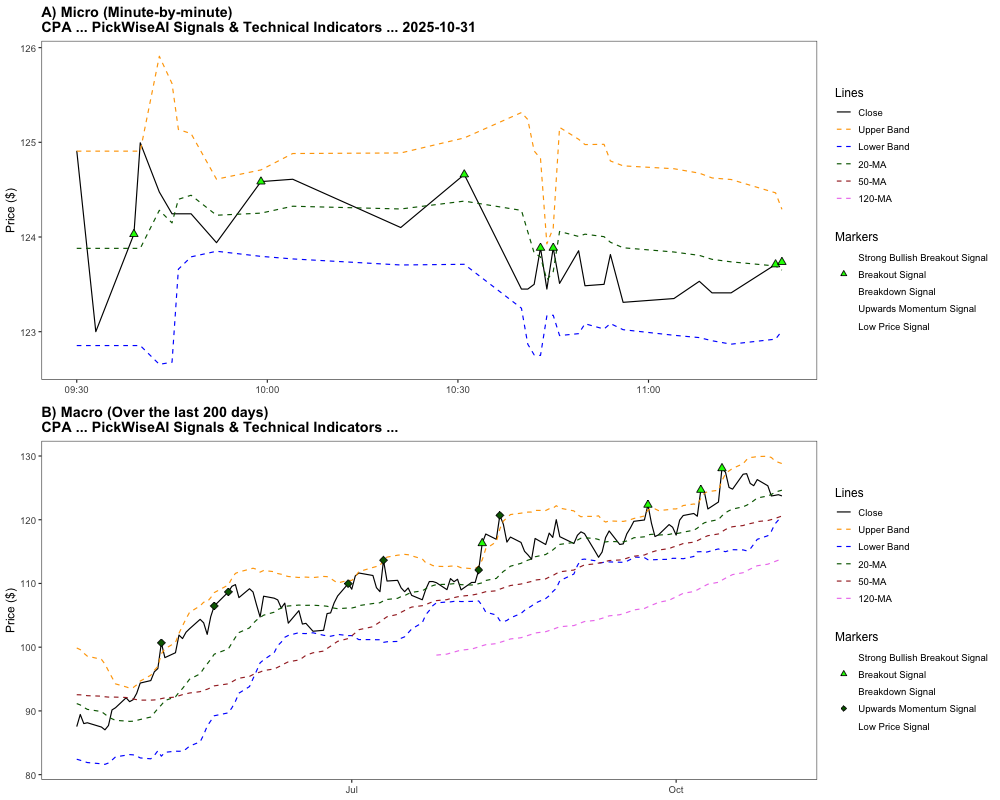 A) Micro (Minute-by-minute)
CPA ... PickWiseAI Signals & Technical Indicators ... 2025-10-31
126
125
124
123
Price ($)
09:30
10:00
10:30
11:00
Lines
Close
Upper Band
Lower Band
20-MA
50-MA
120-MA
Markers
Strong Bullish Breakout Signal
Breakout Signal
Breakdown Signal
Upwards Momentum Signal
Low Price Signal
B) Macro (Over the last 200 days)
CPA ... PickWiseAI Signals & Technical Indicators ...
130
120
110
100
90
80
Price ($)
Jul
Oct
Lines
Close
Upper Band
Lower Band
20-MA
50-MA
120-MA
Markers
Strong Bullish Breakout Signal
Breakout Signal
Breakdown Signal
Upwards Momentum Signal
Low Price Signal